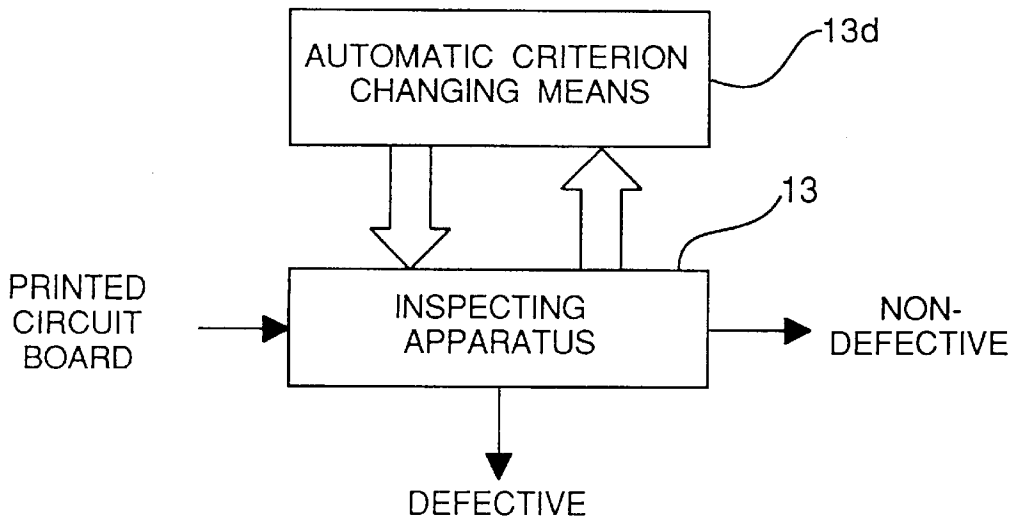 AUTOMATIC CRITERION
CHANGING MEANS
13d
13
PRINTED
CIRCUIT
BOARD
INSPECTING
APPARATUS
NON-
DEFECTIVE
DEFECTIVE